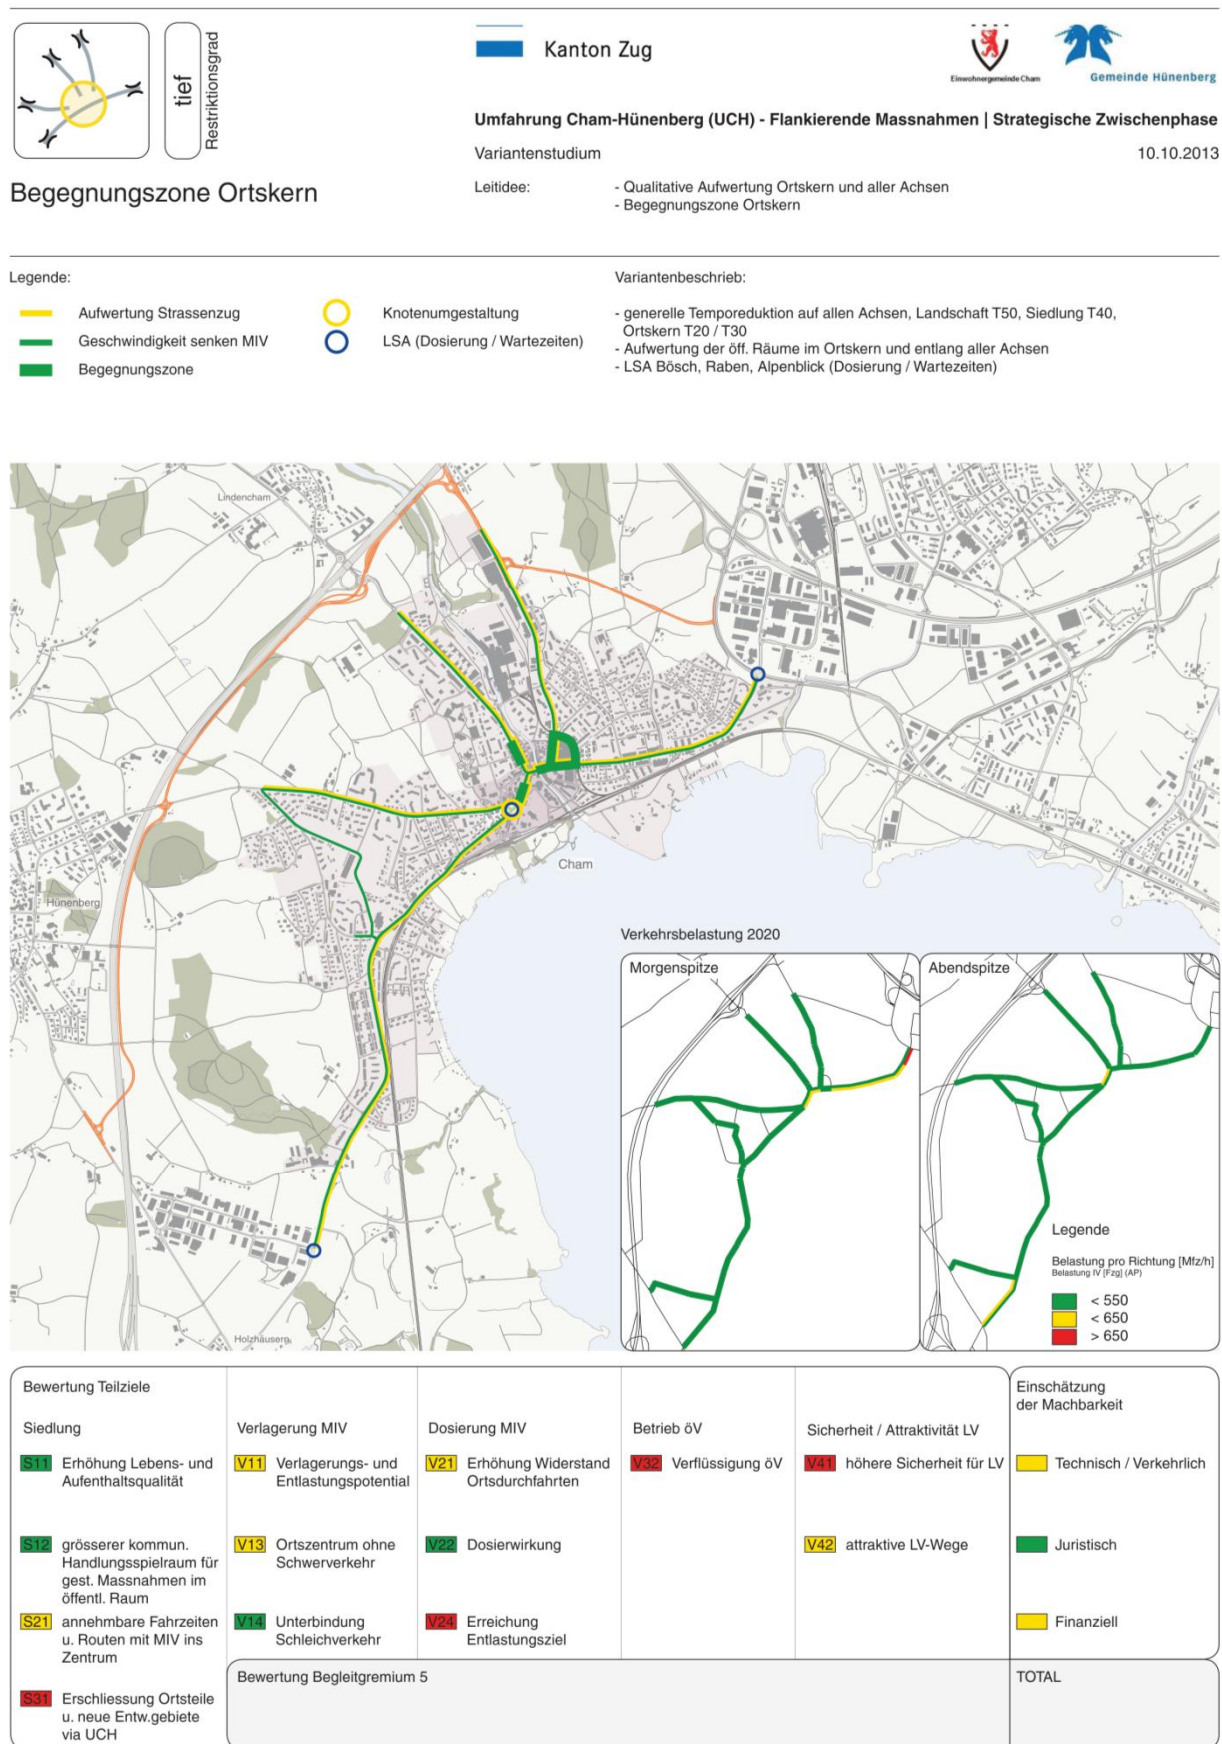 tief
Restriktionsgrad
Kanton Zug
Einwohnergemeinde Cham
Gemeinde Hünenberg
Umfahrung Cham-Hünenberg (UCH) - Flankierende Massnahmen | Strategische Zwischenphase
Variantenstudium
10.10.2013
Begegnungszone Ortskern
Leitidee:
- Qualitative Aufwertung Ortskern und aller Achsen
- Begegnungszone Ortskern
Legende:
Aufwertung Strassenzug
Geschwindigkeit senken MIV
Begegnungszone
Knotenumgestaltung
LSA (Dosierung / Wartezeiten)
Variantenbeschrieb:
- generelle Temporeduktion auf allen Achsen, Landschaft T50, Siedlung T40,
Ortskern T20 / T30
- Aufwertung der öff. Räume im Ortskern und entlang aller Achsen
- LSA Bösch, Raben, Alpenblick (Dosierung / Wartezeiten)
Lindencham
Cham
Hünenberg
Holzhäusern
Verkehrsbelastung 2020
Morgenspitze
Abendspitze
Legende
Belastung pro Richtung [Mfz/h]
Belastung IV [Fzg] (AP)
< 550
< 650
> 650
Bewertung Teilziele
Siedlung
S11 Erhöhung Lebens- und
Aufenthaltsqualität
S12 grösserer kommun.
Handlungsspielraum für
gest. Massnahmen im
öffentl. Raum
S21 annehmbare Fahrzeiten
u. Routen mit MIV ins
Zentrum
S31 Erschliessung Ortsteile
u. neue Entw.gebiete
via UCH
Verlagerung MIV
V11 Verlagerungs- und
Entlastungspotential
V13 Ortszentrum ohne
Schwerverkehr
V14 Unterbindung
Schleichverkehr
Dosierung MIV
V21 Erhöhung Widerstand
Ortsdurchfahrten
V22 Dosierwirkung
V24 Erreichung
Entlastungsziel
Betrieb öV
V32 Verflüssigung öV
Sicherheit / Attraktivität LV
V41 höhere Sicherheit für LV
V42 attraktive LV-Wege
Einschätzung
der Machbarkeit
Technisch / Verkehrlich
Juristisch
Finanziell
Bewertung Begleitgremium 5
TOTAL